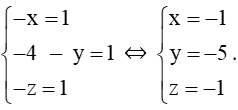 { -x = 1 ⇔ { x = -1
{ -4 - y = 1 ⇔ { y = -5 .
{ -z = 1 ⇔ { z = -1